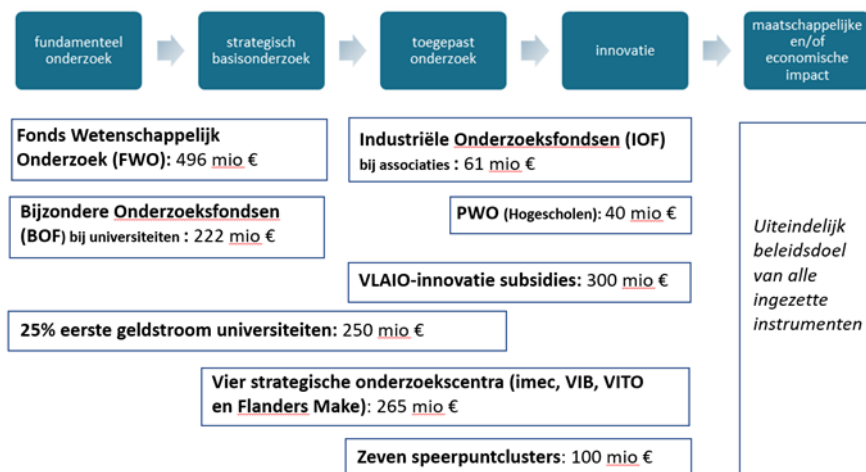 fundamenteel
onderzoek
strategisch
basisonderzoek
toegepast
onderzoek
innovatie
maatschappelijke
en/of
economische
impact
Fonds Wetenschappelijk
Onderzoek (FWO): 496 mio €
Industriële Onderzoeksfondsen (IOF)
bij associaties : 61 mio €
Bijzondere Onderzoeksfondsen
(BOF) bij universiteiten : 222 mio €
PWO (Hogescholen): 40 mio €
VLAIO-innovatie subsidies: 300 mio €
25% eerste geldstroom universiteiten: 250 mio €
Vier strategische onderzoekscentra (imec, VIB, VITO
en Flanders Make): 265 mio €
Zeven speerpuntclusters: 100 mio €
Uiteindelijk
beleidsdoel
van alle
ingezette
instrumenten